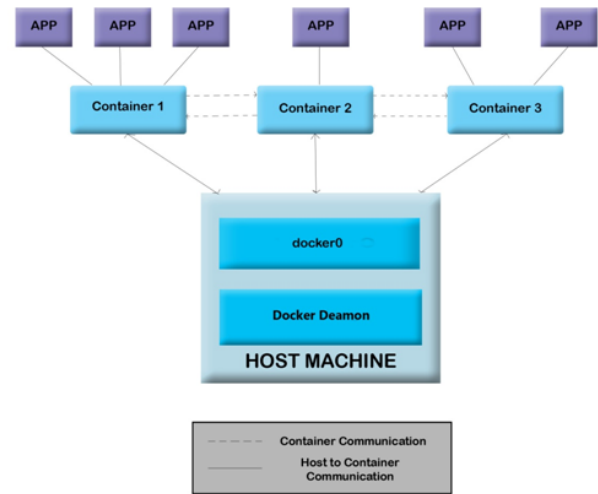 APP
APP
APP
APP
APP
APP
Container 1
Container 2
Container 3
docker0
Docker Deamon
HOST MACHINE
Container Communication
Host to Container
Communication